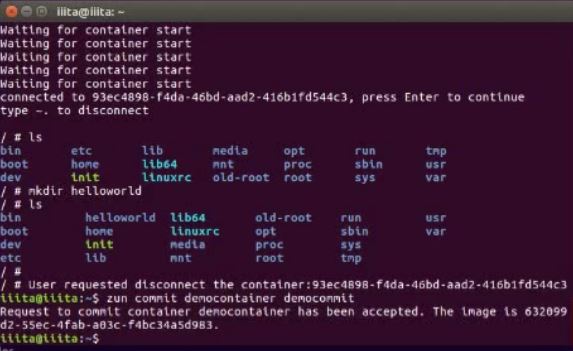 iiita@iiita: ~
Waiting for container start
Waiting for container start
Waiting for container start
Waiting for container start
Waiting for container start
connected to 93ec4898-f4da-46bd-aad2-416b1fd544c3, press Enter to continue
type ~. to disconnect
/ # ls
bin etc lib media opt run tmp
boot home lib64 mnt proc sbin usr
dev init linuxrc old-root root sys var
/ # mkdir helloworld
/ # ls
bin helloworld lib64 old-root run usr
boot home linuxrc opt sbin var
dev init media proc sys
etc lib mnt root tmp
/ #
/ # User requested disconnect the container:93ec4898-f4da-46bd-aad2-416b1fd544c3
iiita@iiita:~$ zun commit democontainer democommit
Request to commit container democontainer has been accepted. The image is 632099
d2-55ec-4fab-a03c-f4bc34a5d983.
iiita@iiita:~$